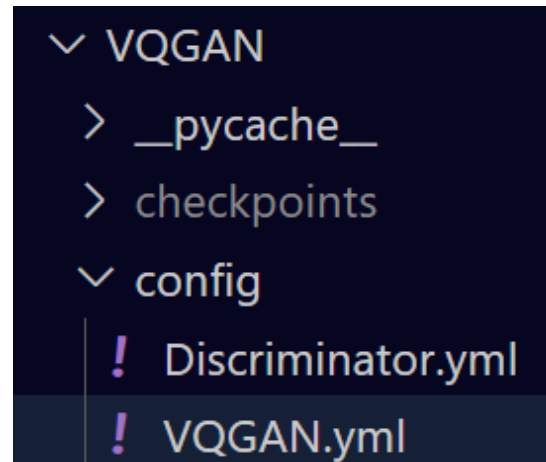 VQGAN
__pycache__
checkpoints
config
! Discriminator.yml
! VQGAN.yml